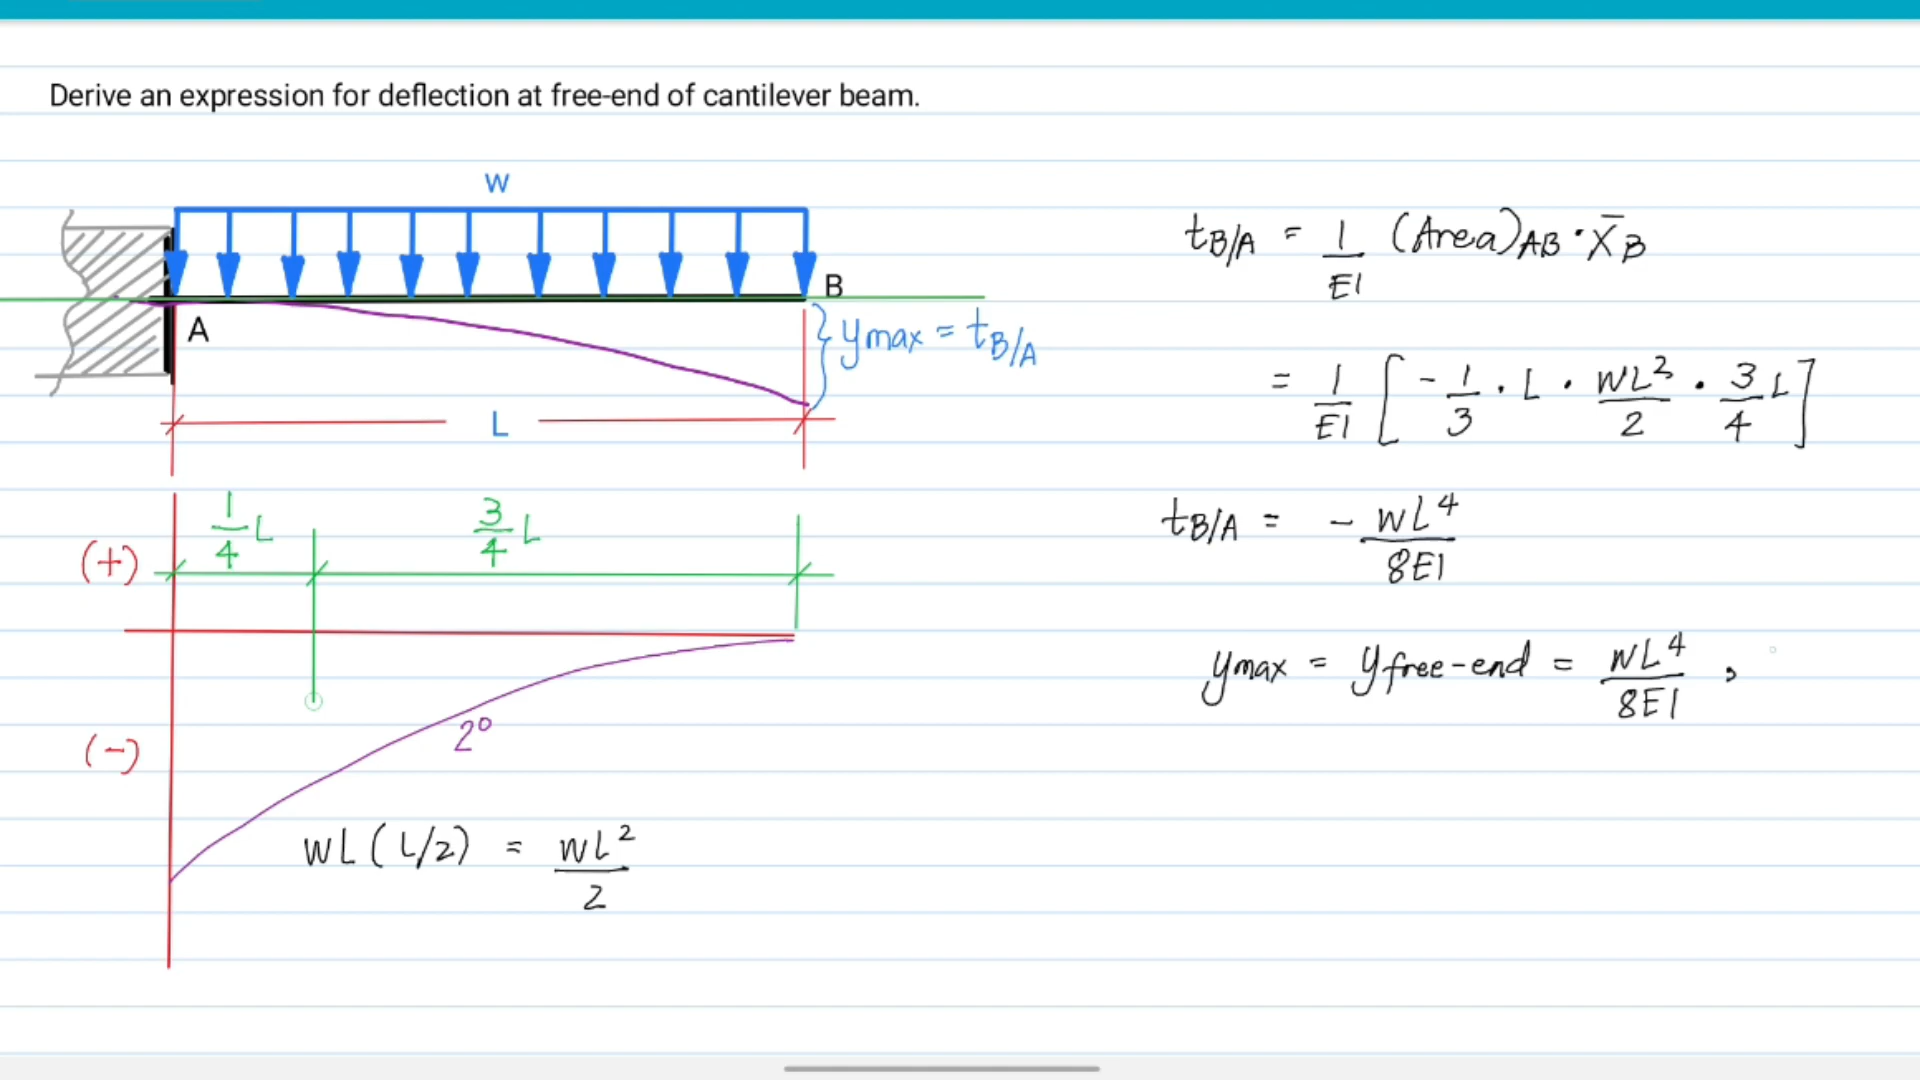 Derive an expression for deflection at free-end of cantilever beam.
w
B
A
ymax = tB/A
L
1/4 L
3/4 L
(+)
(-)
2°
WL(L/2) = WL²/2
tB/A = 1/EI (Area)AB · X̄B
= 1/EI [ - 1/3 · L · WL²/2 · 3/4 L ]
tB/A = - WL⁴/8EI
ymax = yfree-end = WL⁴/8EI ,